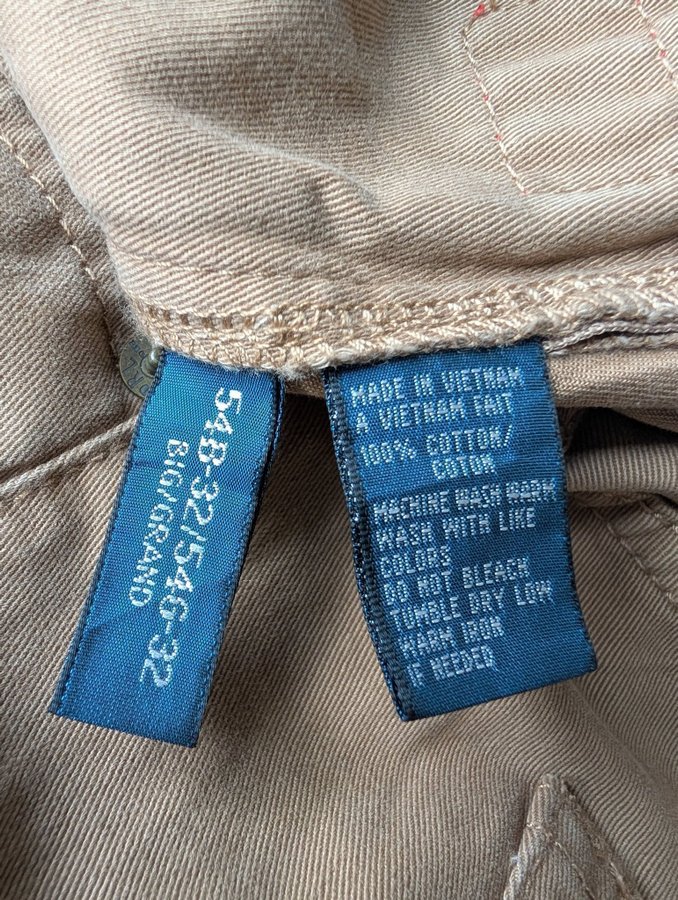 54B-32/54G-32
BIG/GRAND
MADE IN VIETNAM
A VIETNAM FAIT
100% COTTON/
COTON
MACHINE WASH WARM
WASH WITH LIKE
COLORS
DO NOT BLEACH
TUMBLE DRY LOW
WARM IRON
IF NEEDED